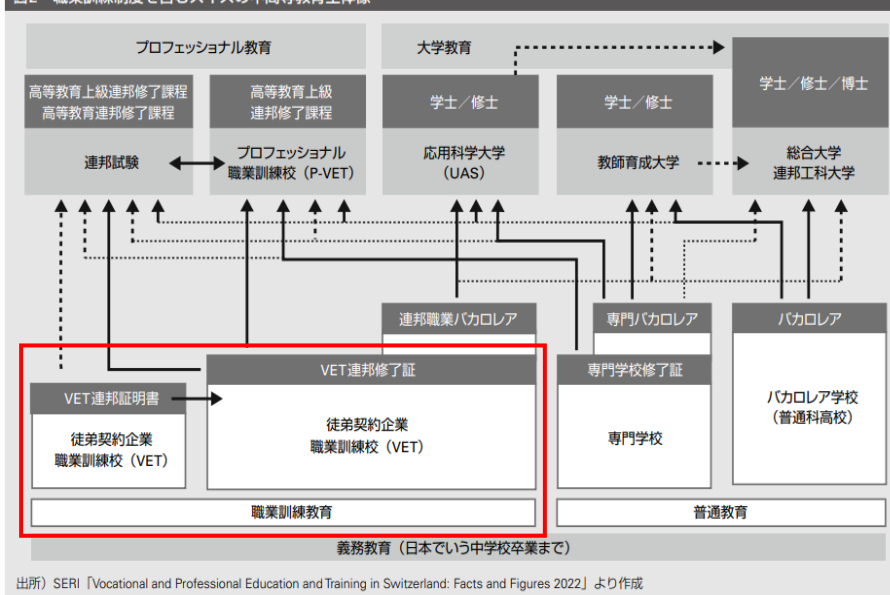 プロフェッショナル教育
大学教育
高等教育上級連邦修了課程
高等教育連邦修了課程
高等教育上級
連邦修了課程
学士／修士
学士／修士
学士／修士／博士
連邦試験
プロフェッショナル
職業訓練校（P-VET）
応用科学大学
（UAS）
教師育成大学
総合大学
連邦工科大学
連邦職業バカロレア
専門バカロレア
バカロレア
VET連邦修了証
専門学校修了証
VET連邦証明書
徒弟契約企業
職業訓練校（VET）
徒弟契約企業
職業訓練校（VET）
専門学校
バカロレア学校
（普通科高校）
職業訓練教育
普通教育
義務教育（日本でいう中学校卒業まで）
出所）SERI「Vocational and Professional Education and Training in Switzerland: Facts and Figures 2022」より作成